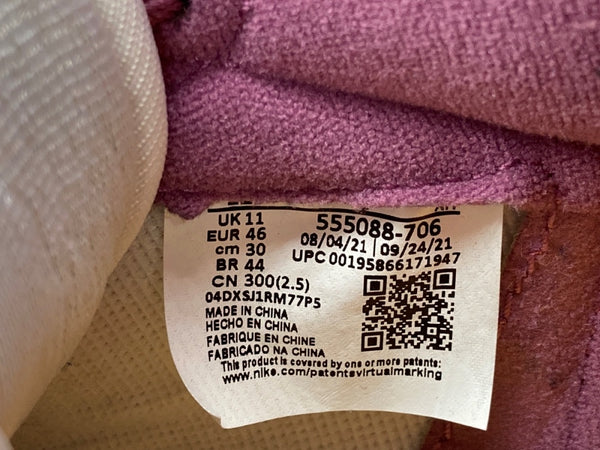 UK 11
EUR 46
cm 30
BR 44
CN 300(2.5)
555088-706
08/04/21 | 09/24/21
UPC 00195866171947
04DXSJ1RM77P5
MADE IN CHINA
HECHO EN CHINA
FABRIQUE EN CHINE
FABRICADO NA CHINA
This product is covered by one or more patents:
www.nike.com/patentsvirtualmarking